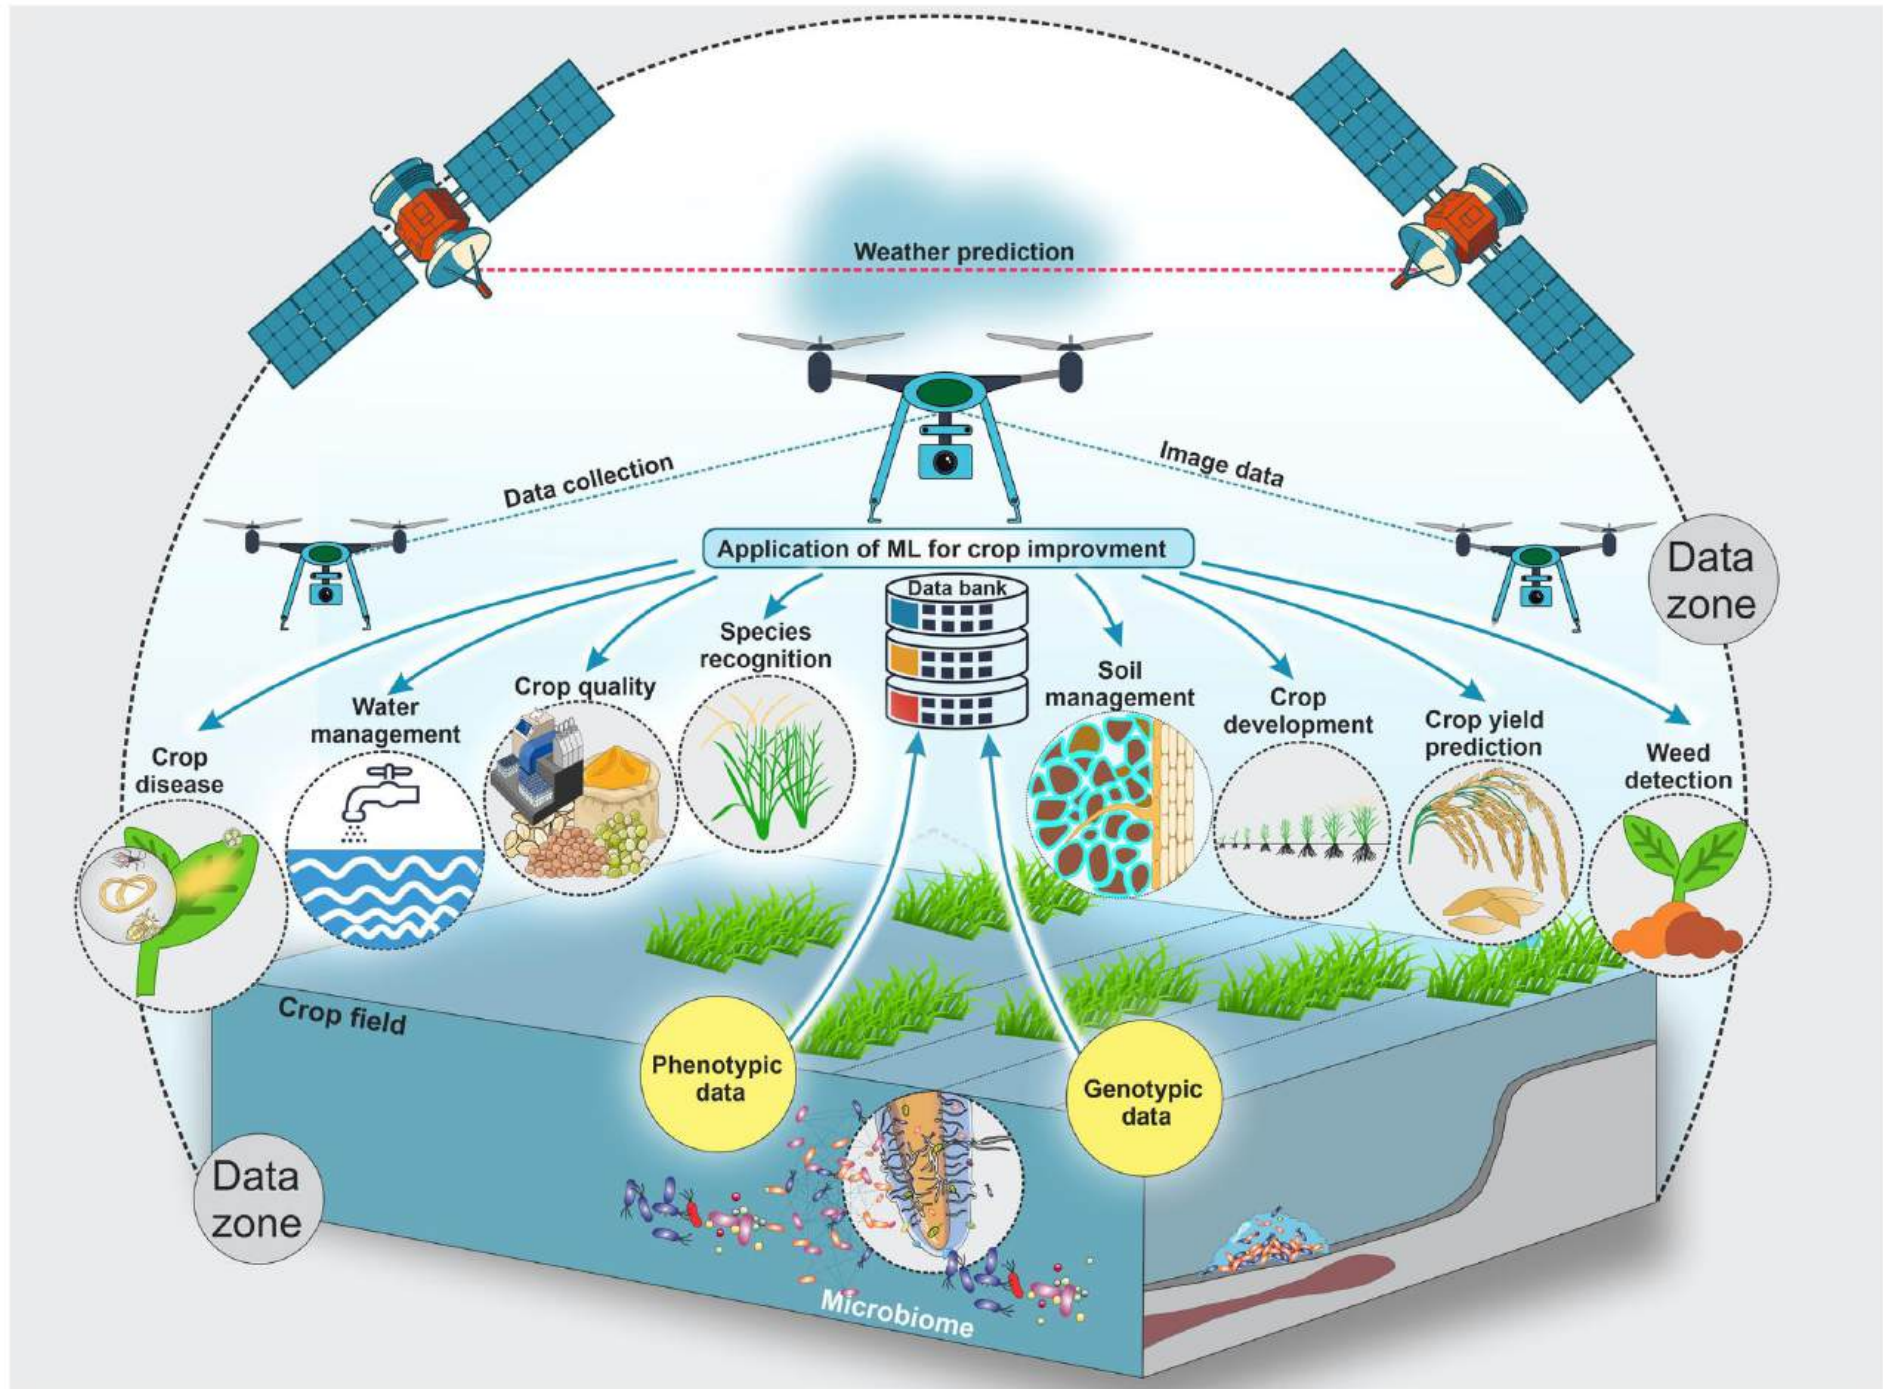 Weather prediction
Data collection
Image data
Application of ML for crop improvment
Data
zone
Data bank
Species
recognition
Crop quality
Water
management
Crop
disease
Soil
management
Crop
development
Crop yield
prediction
Weed
detection
Crop field
Phenotypic
data
Genotypic
data
Data
zone
Microbiome